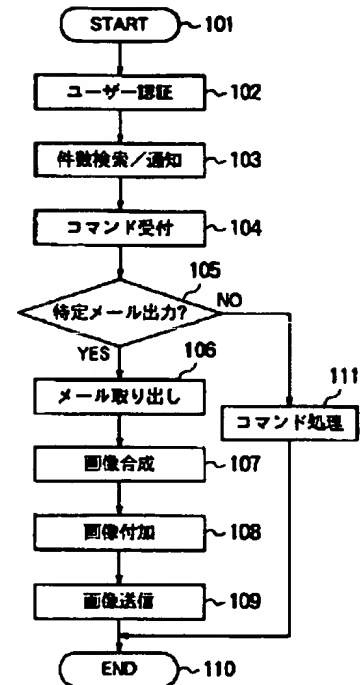 START 101
ユーザー認証 102
件数検索／通知 103
コマンド受付 104
105
特定メール出力? NO
YES 106 111
メール取り出し
コマンド処理
画像合成 107
画像付加 108
画像送信 109
END 110